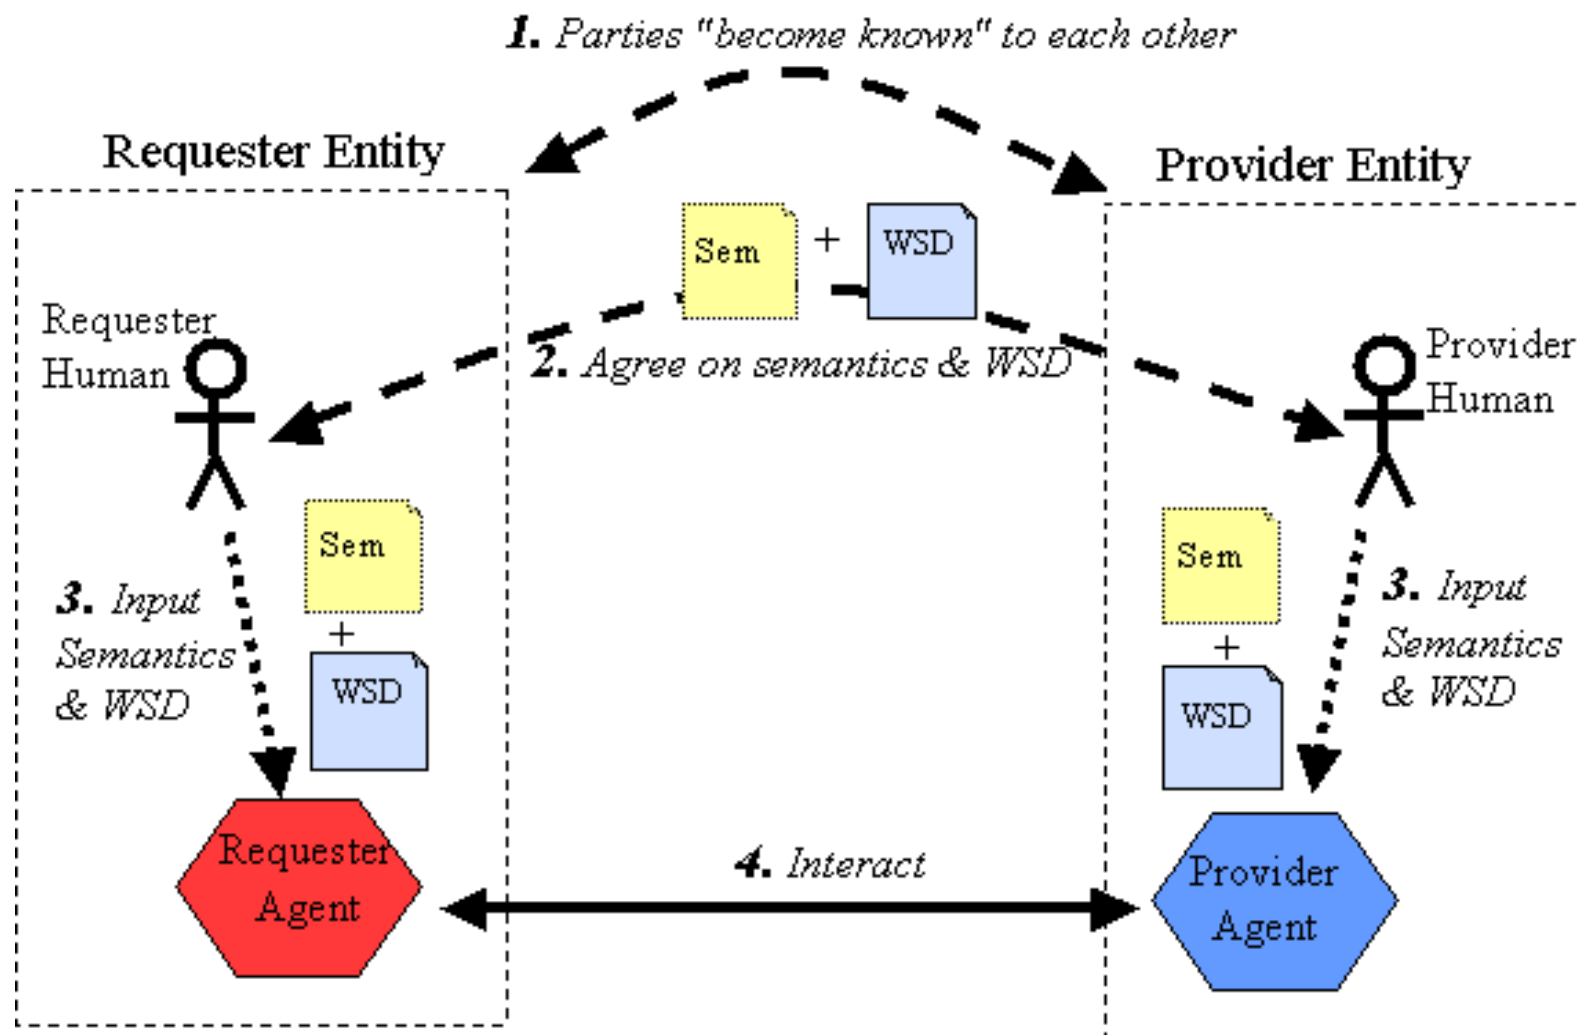 1. Parties "become known" to each other
Requester Entity
Provider Entity
Sem
+
WSD
Requester
Human
2. Agree on semantics & WSD
Provider
Human
Sem
+
WSD
3. Input
Semantics
& WSD
Sem
+
WSD
3. Input
Semantics
& WSD
Requester
Agent
4. Interact
Provider
Agent